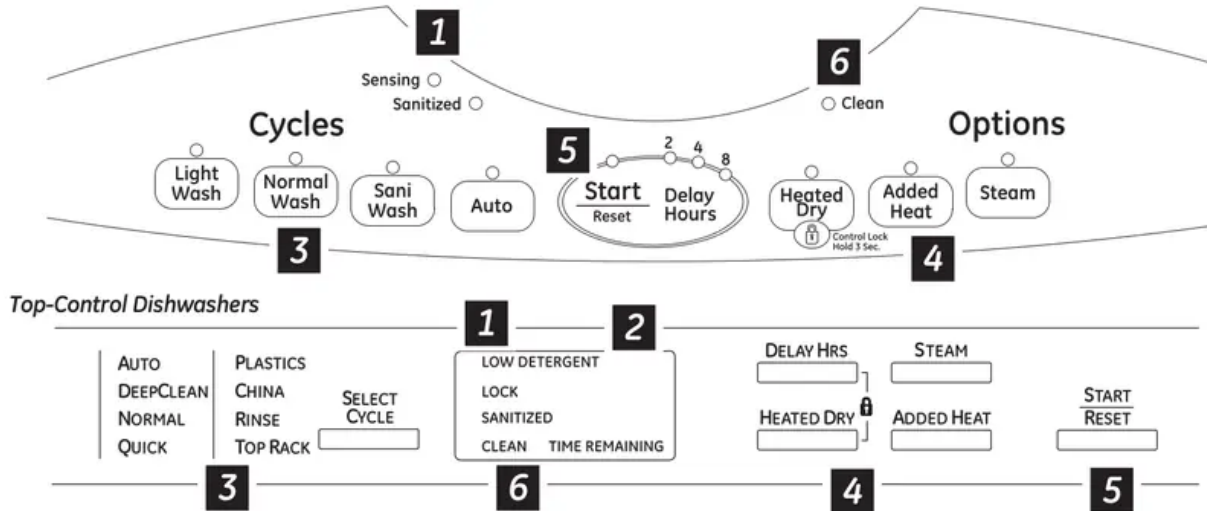 1
6
Sensing
Sanitized
Clean
Cycles
Options
5
2 4 8
Light
Wash
Normal
Wash
Sani
Wash
Auto
Start
Reset
Delay
Hours
Heated
Dry
Control Lock
Hold 3 Sec.
Added
Heat
Steam
3
4
Top-Control Dishwashers
1
2
AUTO
DEEPCLEAN
NORMAL
QUICK
PLASTICS
CHINA
RINSE
TOP RACK
SELECT
CYCLE
LOW DETERGENT
LOCK
SANITIZED
CLEAN TIME REMAINING
DELAY HRS
STEAM
HEATED DRY
ADDED HEAT
START
RESET
3
6
4
5